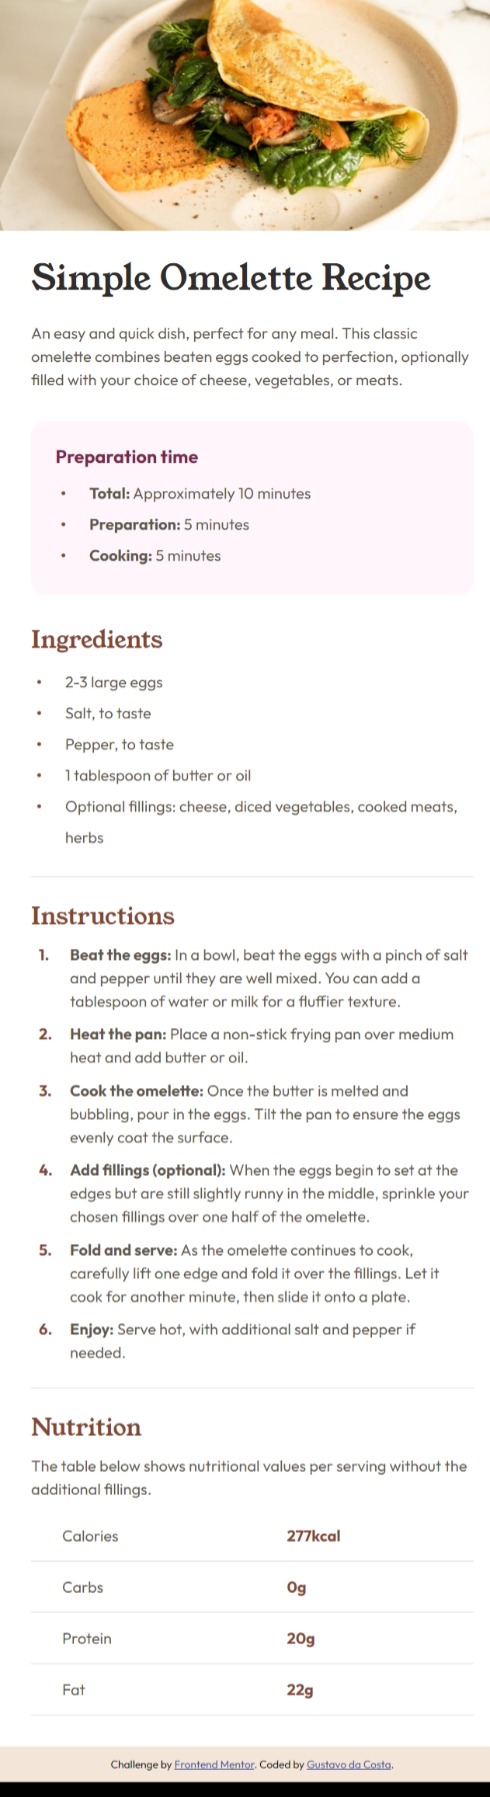 Simple Omelette Recipe
An easy and quick dish, perfect for any meal. This classic
omelette combines beaten eggs cooked to perfection, optionally
filled with your choice of cheese, vegetables, or meats.
Preparation time
• Total: Approximately 10 minutes
• Preparation: 5 minutes
• Cooking: 5 minutes
Ingredients
• 2-3 large eggs
• Salt, to taste
• Pepper, to taste
• 1 tablespoon of butter or oil
• Optional fillings: cheese, diced vegetables, cooked meats,
herbs
Instructions
1. Beat the eggs: In a bowl, beat the eggs with a pinch of salt
and pepper until they are well mixed. You can add a
tablespoon of water or milk for a fluffier texture.
2. Heat the pan: Place a non-stick frying pan over medium
heat and add butter or oil.
3. Cook the omelette: Once the butter is melted and
bubbling, pour in the eggs. Tilt the pan to ensure the eggs
evenly coat the surface.
4. Add fillings (optional): When the eggs begin to set at the
edges but are still slightly runny in the middle, sprinkle your
chosen fillings over one half of the omelette.
5. Fold and serve: As the omelette continues to cook,
carefully lift one edge and fold it over the fillings. Let it
cook for another minute, then slide it onto a plate.
6. Enjoy: Serve hot, with additional salt and pepper if
needed.
Nutrition
The table below shows nutritional values per serving without the
additional fillings.
Calories 277kcal
Carbs 0g
Protein 20g
Fat 22g
Challenge by Frontend Mentor. Coded by Gustavo da Costa.